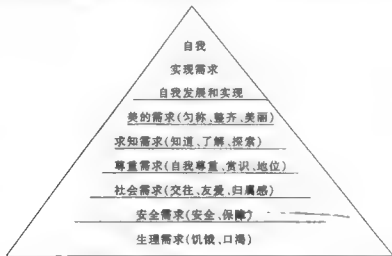 自我
实现需求
自我发展和实现
美的需求(匀称、整齐、美丽)
求知需求(知道、了解、探索)
尊重需求(自我尊重、赏识、地位)
社会需求(交往、友爱、归属感)
安全需求(安全、保障)
生理需求(饥饿、口渴)